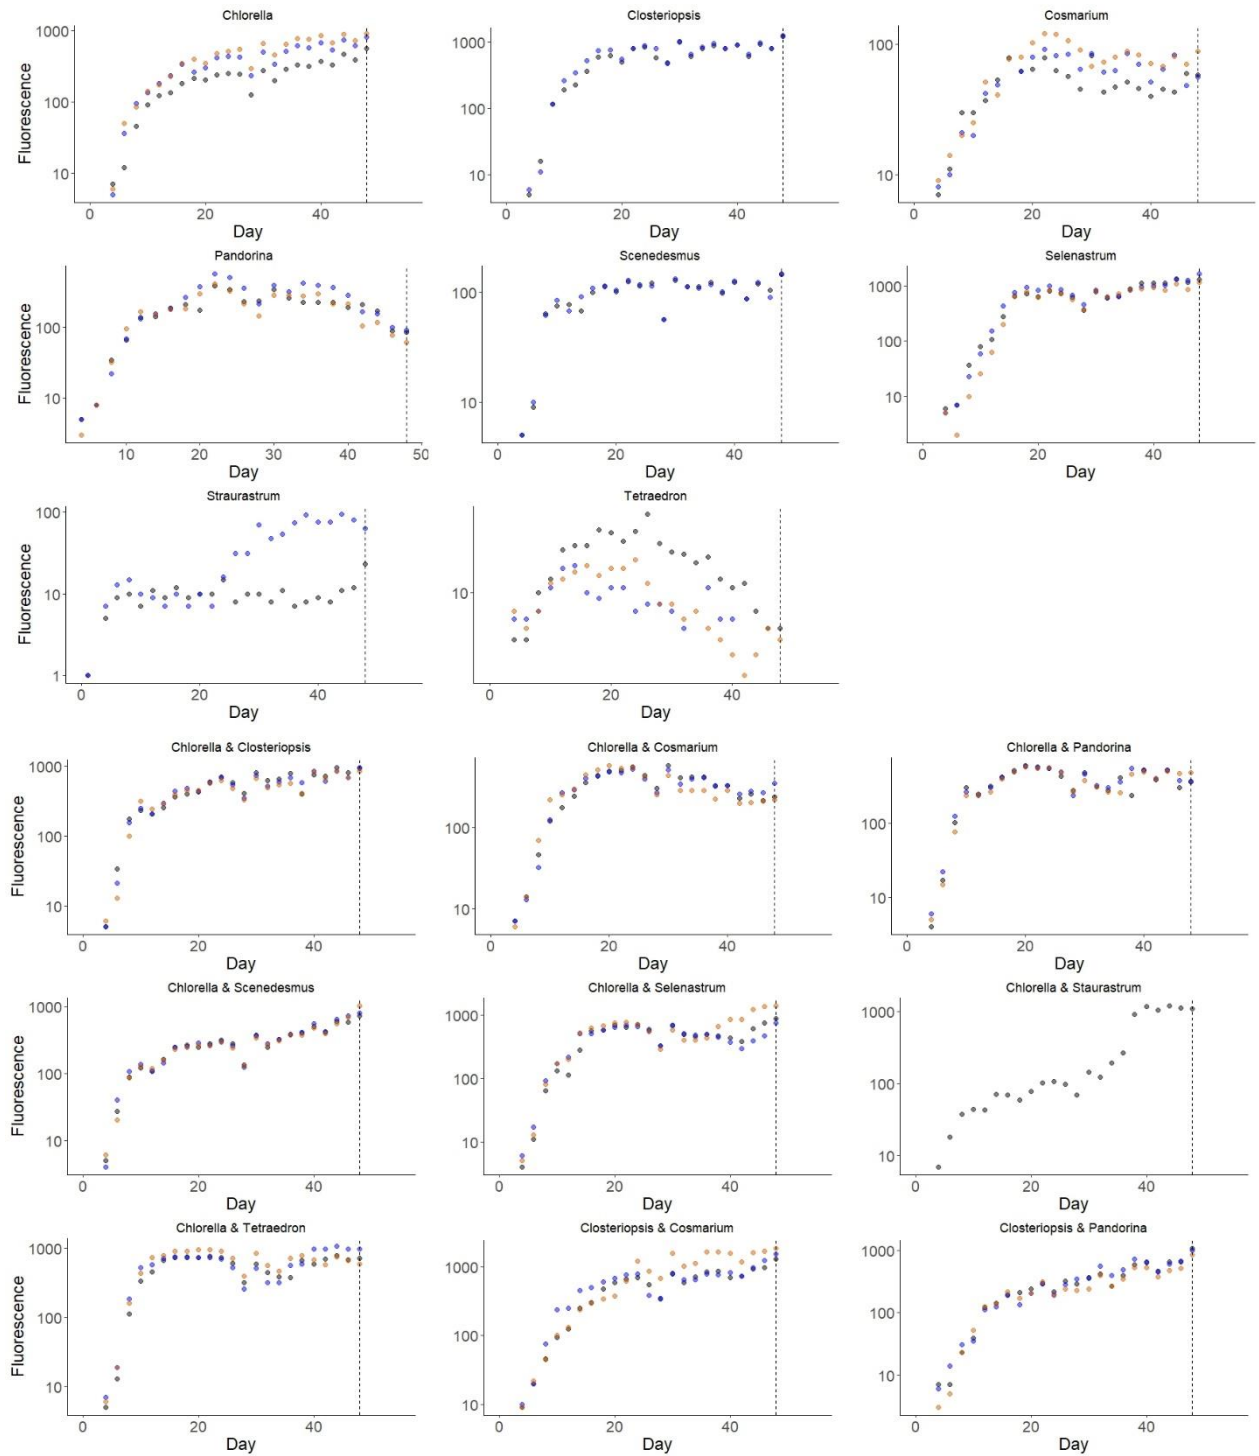 Chlorella
Closteriopsis
Cosmarium
Fluorescence
1000
100
10
1000
100
10
100
10
0 20 40
0 20 40
0 20 40
Day
Day
Day
Pandorina
Scenedesmus
Selenastrum
Fluorescence
100
10
100
10
1000
100
10
10 20 30 40 50
0 20 40
0 20 40
Day
Day
Day
Straurastrum
Tetraedron
Fluorescence
100
10
1
10
0 20 40
0 20 40
Day
Day
Chlorella & Closteriopsis
Chlorella & Cosmarium
Chlorella & Pandorina
Fluorescence
1000
100
10
100
10
100
10
0 20 40
0 20 40
0 20 40
Day
Day
Day
Chlorella & Scenedesmus
Chlorella & Selenastrum
Chlorella & Staurastrum
Fluorescence
1000
100
10
1000
100
10
1000
100
10
0 20 40
0 20 40
0 20 40
Day
Day
Day
Chlorella & Tetraedron
Closteriopsis & Cosmarium
Closteriopsis & Pandorina
Fluorescence
1000
100
10
1000
100
10
1000
100
10
0 20 40
0 20 40
0 20 40
Day
Day
Day